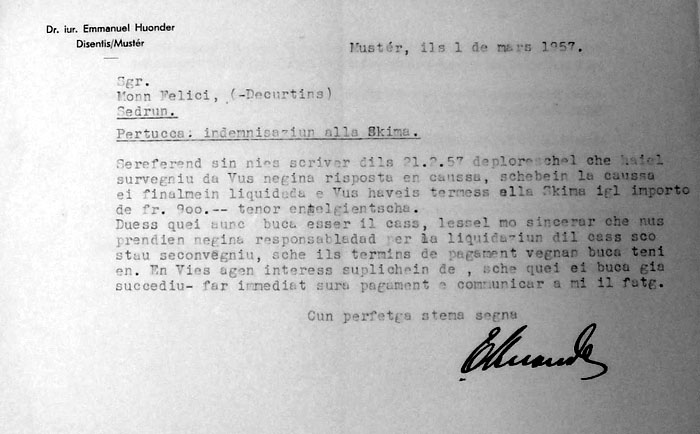 Dr. iur. Emmanuel Huonder
Disentis/Mustér
Mustér, ils 1 de mars 1957.
Sgr.
Monn Felici, (-Decurtins)
Sedrun.
Pertucca: indemnisaziun alla Skima.
Sereferend sin nies scriver dils 21.2.57 deploreschel che haiel
survegniu da Vus negina risposta en caussa, schebein la caussa
ei finalmein liquidada e Vus haveis termess alla Skima igl importo
de fr. 900.-- tenor entelgientscha.
Duess quei aunc buca esser il cass, lessel mo sincerar che nus
prendien negina responsabladad per la liquidaziun dil cass sco
stau seconvegniu, sche ils termins de pagament vegnan buca teni
en. En Vies agen interess suplichein de , sche quei ei buca gia
succediu- far immediat sura pagament e communicar a mi il fatg.
Cun perfetga stema segna
EHuonder